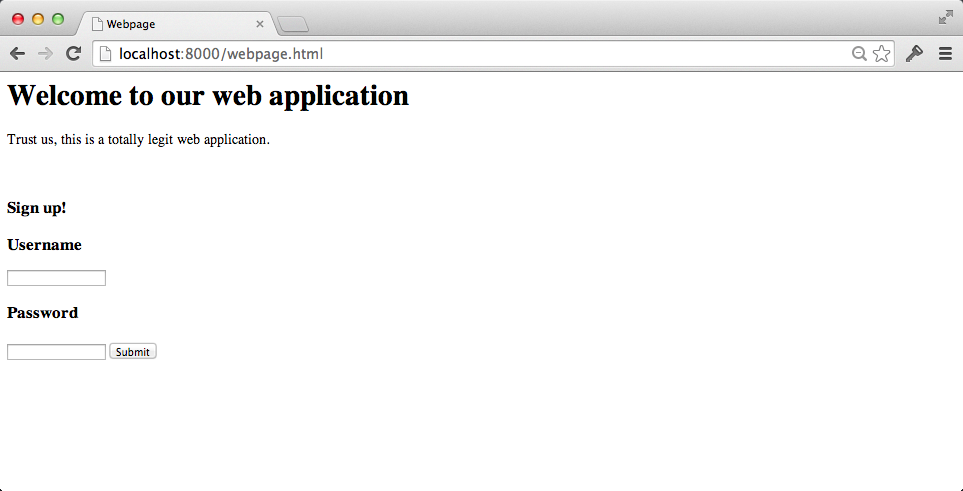 Webpage
localhost:8000/webpage.html
Welcome to our web application
Trust us, this is a totally legit web application.
Sign up!
Username
Password
Submit